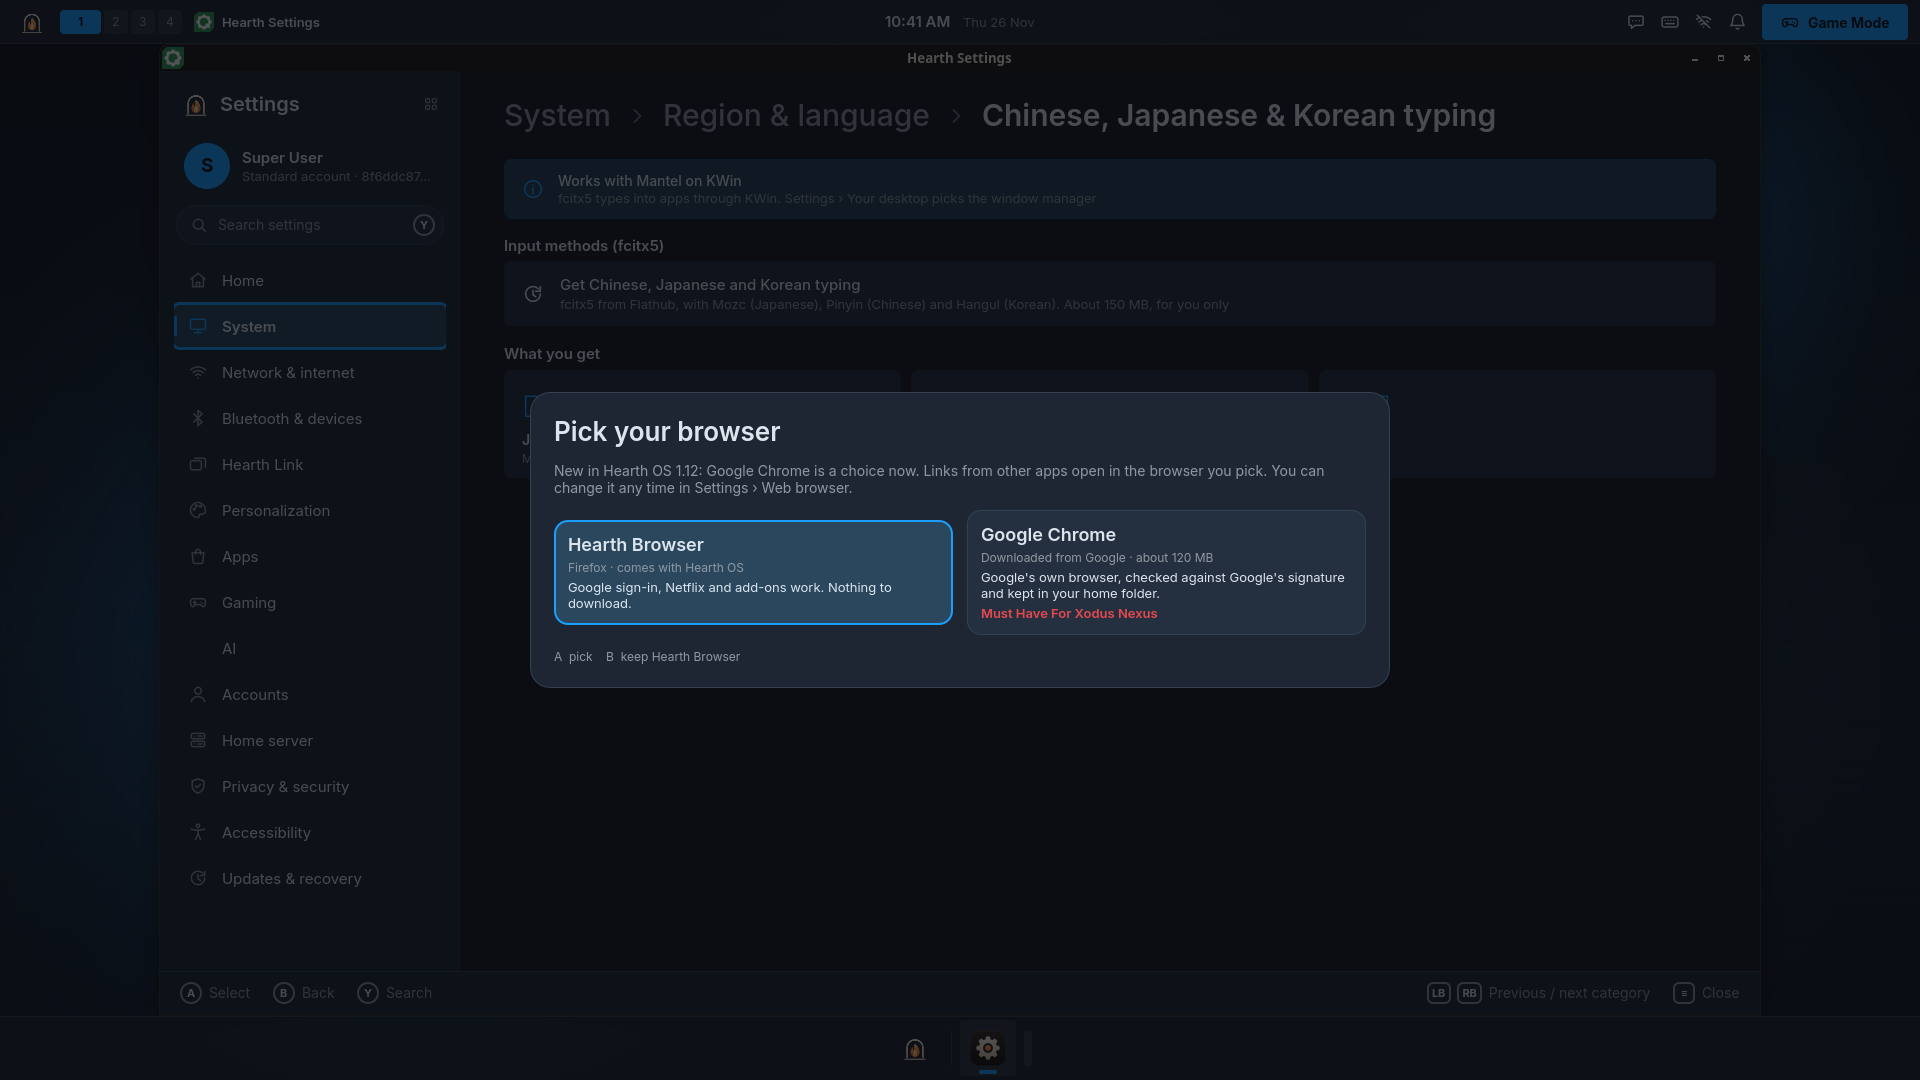 1 2 3 4 Hearth Settings
10:41 AM Thu 26 Nov
Game Mode
Hearth Settings
Settings
S
Super User
Standard account · 8f6ddc87...
Search settings Y
Home
System
Network & internet
Bluetooth & devices
Hearth Link
Personalization
Apps
Gaming
AI
Accounts
Home server
Privacy & security
Accessibility
Updates & recovery
System > Region & language > Chinese, Japanese & Korean typing
Works with Mantel on KWin
fcitx5 types into apps through KWin. Settings › Your desktop picks the window manager
Input methods (fcitx5)
Get Chinese, Japanese and Korean typing
fcitx5 from Flathub, with Mozc (Japanese), Pinyin (Chinese) and Hangul (Korean). About 150 MB, for you only
What you get
J
M
Pick your browser
New in Hearth OS 1.12: Google Chrome is a choice now. Links from other apps open in the browser you pick. You can
change it any time in Settings › Web browser.
Hearth Browser
Firefox · comes with Hearth OS
Google sign-in, Netflix and add-ons work. Nothing to
download.
Google Chrome
Downloaded from Google · about 120 MB
Google's own browser, checked against Google's signature
and kept in your home folder.
Must Have For Xodus Nexus
A pick B keep Hearth Browser
A Select B Back Y Search
LB RB Previous / next category ≡ Close